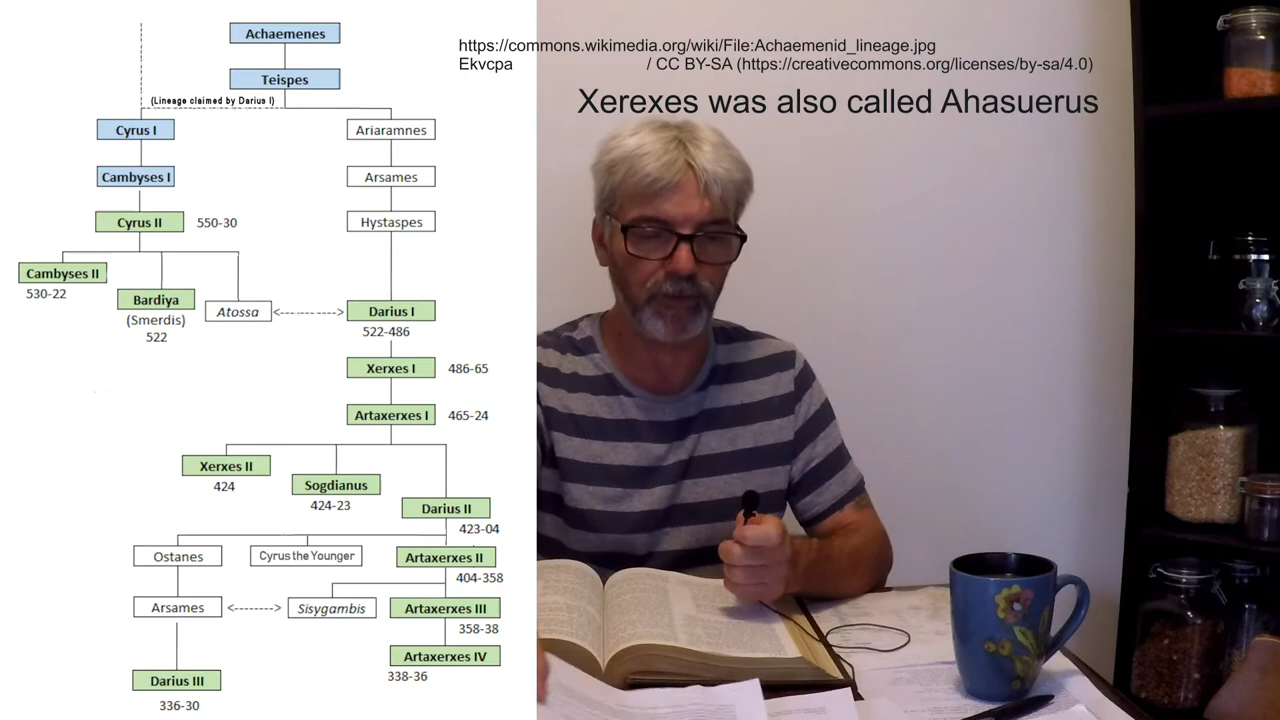 Achaemenes
https://commons.wikimedia.org/wiki/File:Achaemenid_lineage.jpg
Ekvcpa / CC BY-SA (https://creativecommons.org/licenses/by-sa/4.0)
Teispes
(Lineage claimed by Darius I)
Xerexes was also called Ahasuerus
Cyrus I
Ariaramnes
Cambyses I
Arsames
Cyrus II
550-30
Hystaspes
Cambyses II
530-22
Bardiya
(Smerdis)
522
Atossa
Darius I
522-486
Xerxes I
486-65
Artaxerxes I
465-24
Xerxes II
424
Sogdianus
424-23
Darius II
423-04
Ostanes
Cyrus the Younger
Artaxerxes II
404-358
Arsames
Sisygambis
Artaxerxes III
358-38
Artaxerxes IV
338-36
Darius III
336-30